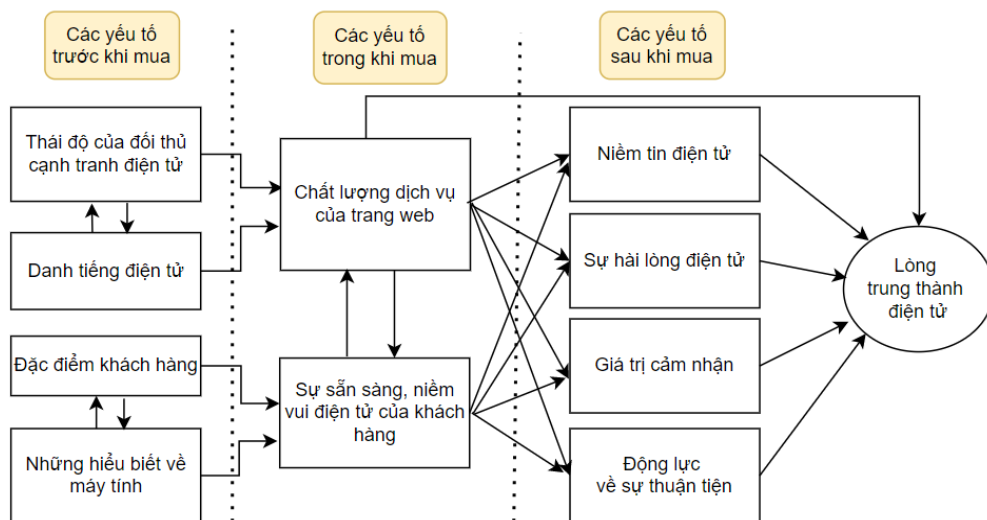 Các yếu tố
trước khi mua
Các yếu tố
trong khi mua
Các yếu tố
sau khi mua
Thái độ của đối thủ
cạnh tranh điện tử
Danh tiếng điện tử
Đặc điểm khách hàng
Những hiểu biết về
máy tính
Chất lượng dịch vụ
của trang web
Sự sẵn sàng, niềm
vui điện tử của khách
hàng
Niềm tin điện tử
Sự hài lòng điện tử
Giá trị cảm nhận
Động lực
về sự thuận tiện
Lòng
trung thành
điện tử